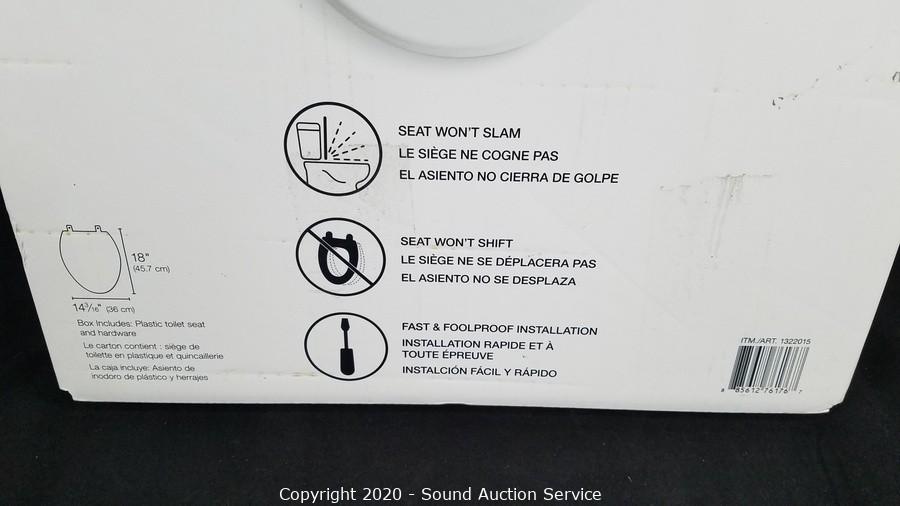 SEAT WON'T SLAM
LE SIÈGE NE COGNE PAS
EL ASIENTO NO CIERRA DE GOLPE
SEAT WON'T SHIFT
LE SIÈGE NE SE DÉPLACERA PAS
EL ASIENTO NO SE DESPLAZA
FAST & FOOLPROOF INSTALLATION
INSTALLATION RAPIDE ET À
TOUTE ÉPREUVE
INSTALCIÓN FÁCIL Y RÁPIDO
18"
(45.7 cm)
14 3/16" (36 cm)
Box Includes: Plastic toilet seat
and hardware
Le carton contient : siège de
toilette en plastique et quincaillerie
La caja incluye: Asiento de
inodoro de plástico y herrajes
ITM./ART. 1322015
8 85612 76176 7
Copyright 2020 - Sound Auction Service